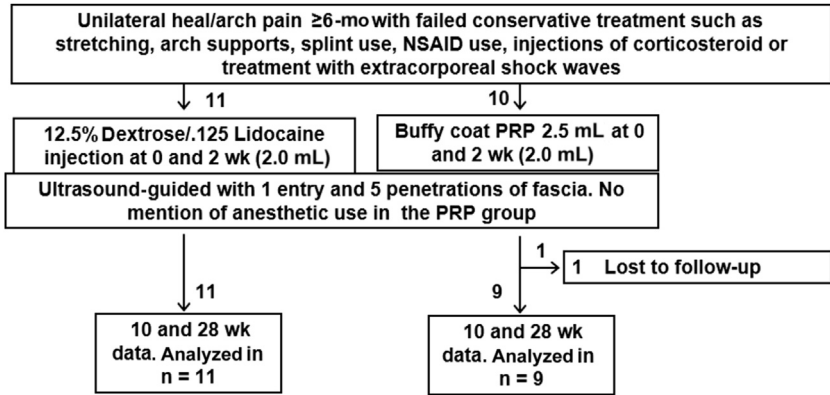 Unilateral heal/arch pain ≥6-mo with failed conservative treatment such as
stretching, arch supports, splint use, NSAID use, injections of corticosteroid or
treatment with extracorporeal shock waves
11
10
12.5% Dextrose/.125 Lidocaine
injection at 0 and 2 wk (2.0 mL)
Buffy coat PRP 2.5 mL at 0
and 2 wk (2.0 mL)
Ultrasound-guided with 1 entry and 5 penetrations of fascia. No
mention of anesthetic use in the PRP group
1
1 Lost to follow-up
11
9
10 and 28 wk
data. Analyzed in
n = 11
10 and 28 wk
data. Analyzed in
n = 9